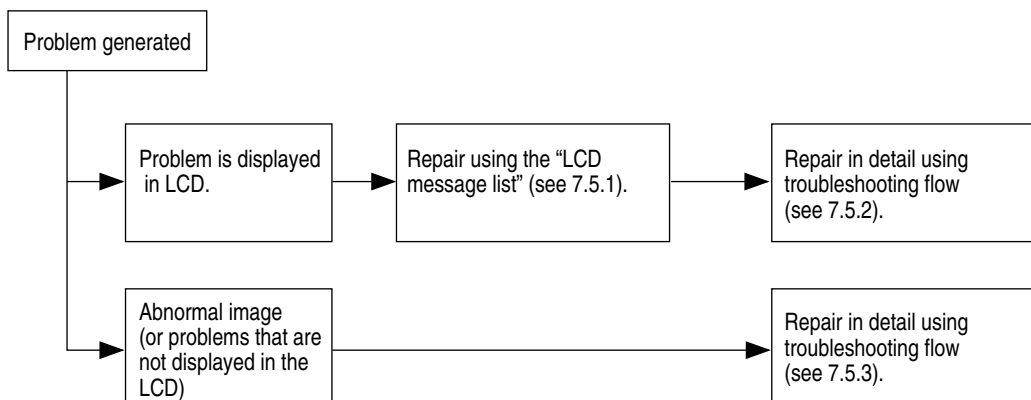 Problem generated
Problem is displayed
in LCD.
Repair using the “LCD
message list” (see 7.5.1).
Repair in detail using
troubleshooting flow
(see 7.5.2).
Abnormal image
(or problems that are
not displayed in the
LCD)
Repair in detail using
troubleshooting flow
(see 7.5.3).